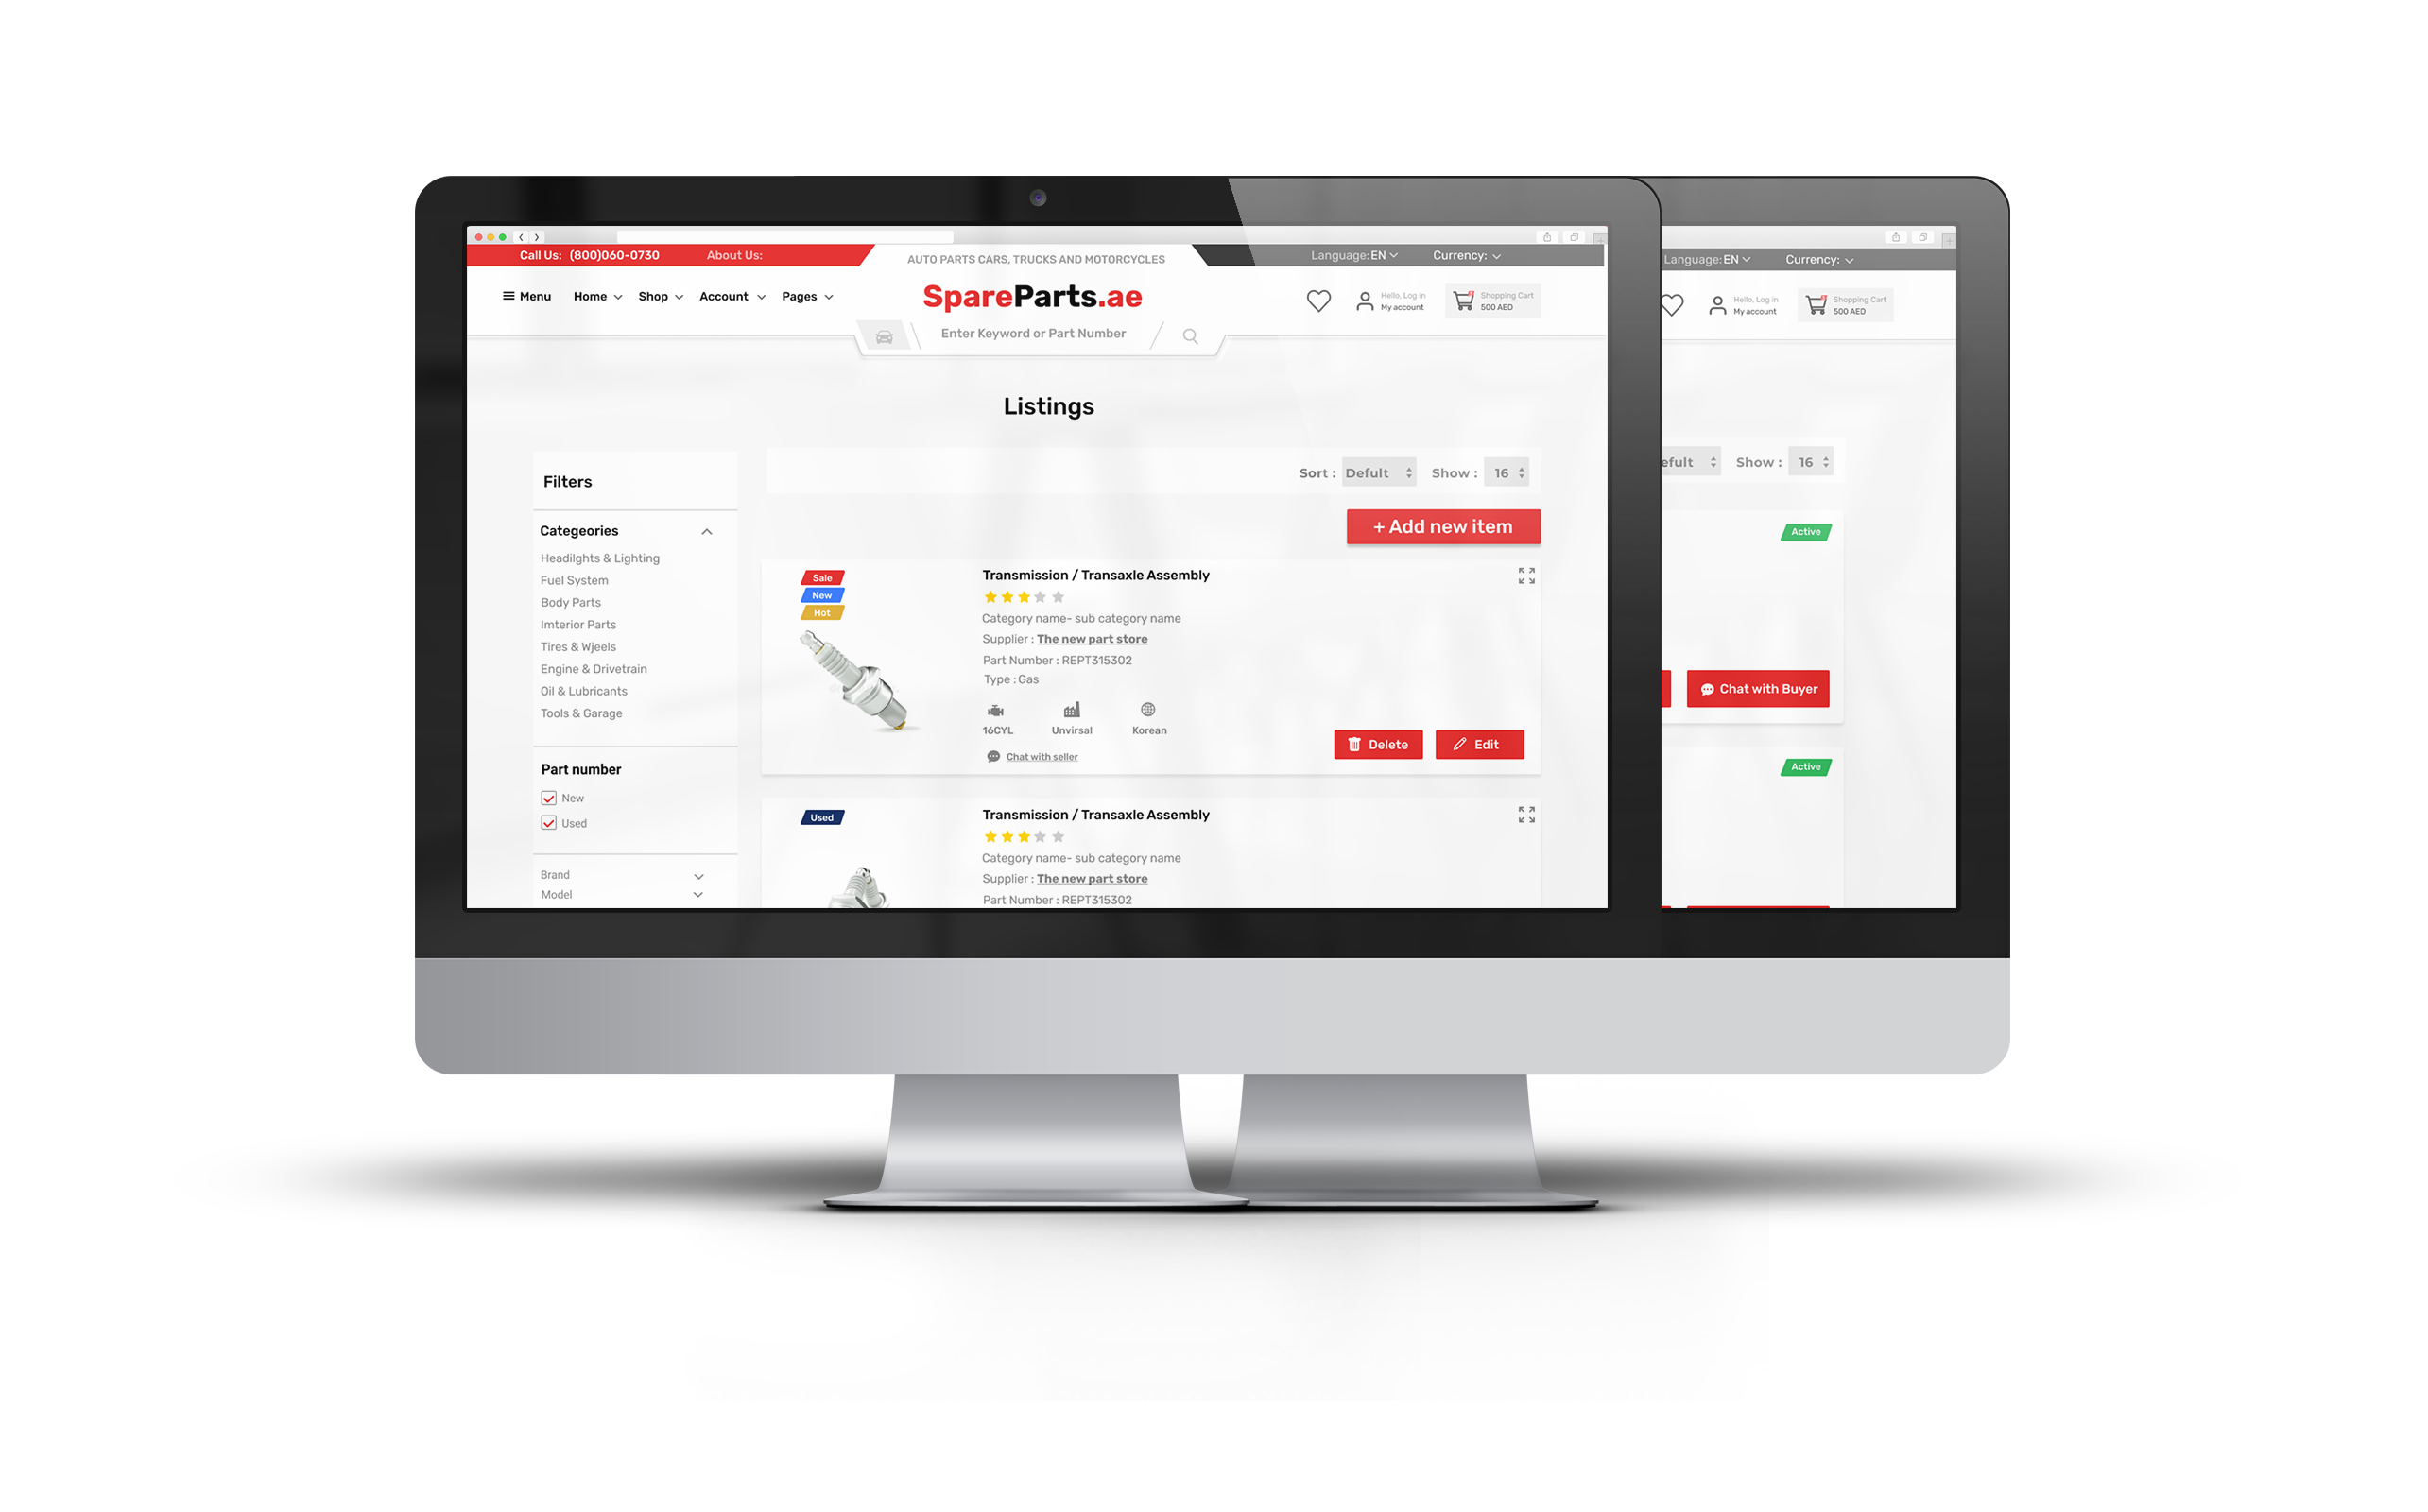 Call Us: (800)060-0730
About Us:
AUTO PARTS CARS, TRUCKS AND MOTORCYCLES
Language:EN
Currency:
Language:EN
Currency:
Menu
Home
Shop
Account
Pages
SpareParts.ae
Hello, Log in
My account
Shopping Cart
500 AED
Hello, Log in
My account
Shopping Cart
500 AED
Enter Keyword or Part Number
Listings
Filters
Sort :
Defult
Show :
16
efult
Show :
16
+ Add new item
Categeories
Headilghts & Lighting
Fuel System
Body Parts
Imterior Parts
Tires & Wjeels
Engine & Drivetrain
Oil & Lubricants
Tools & Garage
Part number
New
Used
Brand
Model
Sale
New
Hot
Transmission / Transaxle Assembly
Category name- sub category name
Supplier : The new part store
Part Number : REPT315302
Type : Gas
16CYL
Unvirsal
Korean
Chat with seller
Delete
Edit
Used
Transmission / Transaxle Assembly
Category name- sub category name
Supplier : The new part store
Part Number : REPT315302
Active
Chat with Buyer
Active